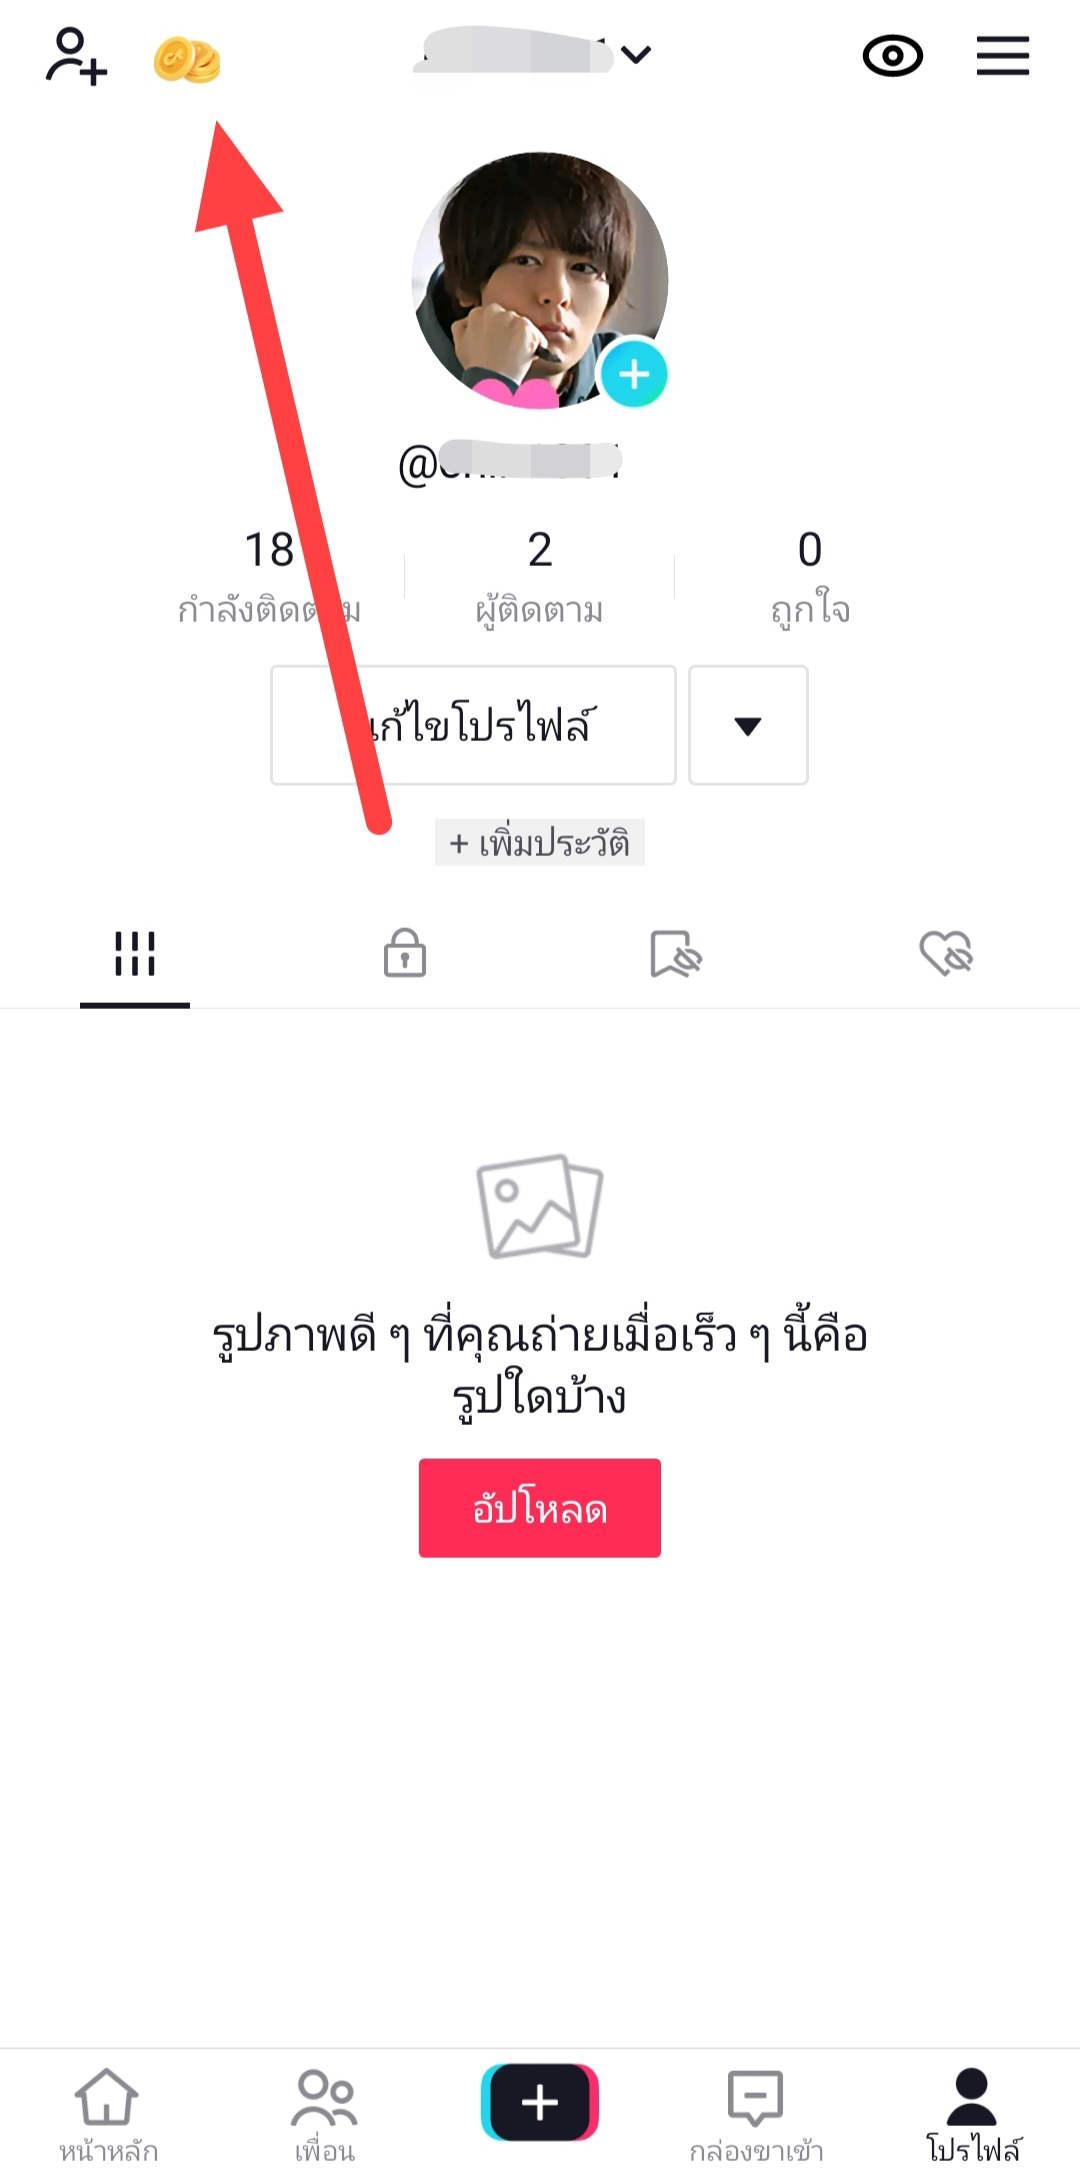 18
2
0
กำลังติดตาม
ผู้ติดตาม
ถูกใจ
แก้ไขโปรไฟล์
+ เพิ่มประวัติ
รูปภาพดี ๆ ที่คุณถ่ายเมื่อเร็ว ๆ นี้คือ
รูปใดบ้าง
อัปโหลด
หน้าหลัก
เพื่อน
กล่องขาเข้า
โปรไฟล์